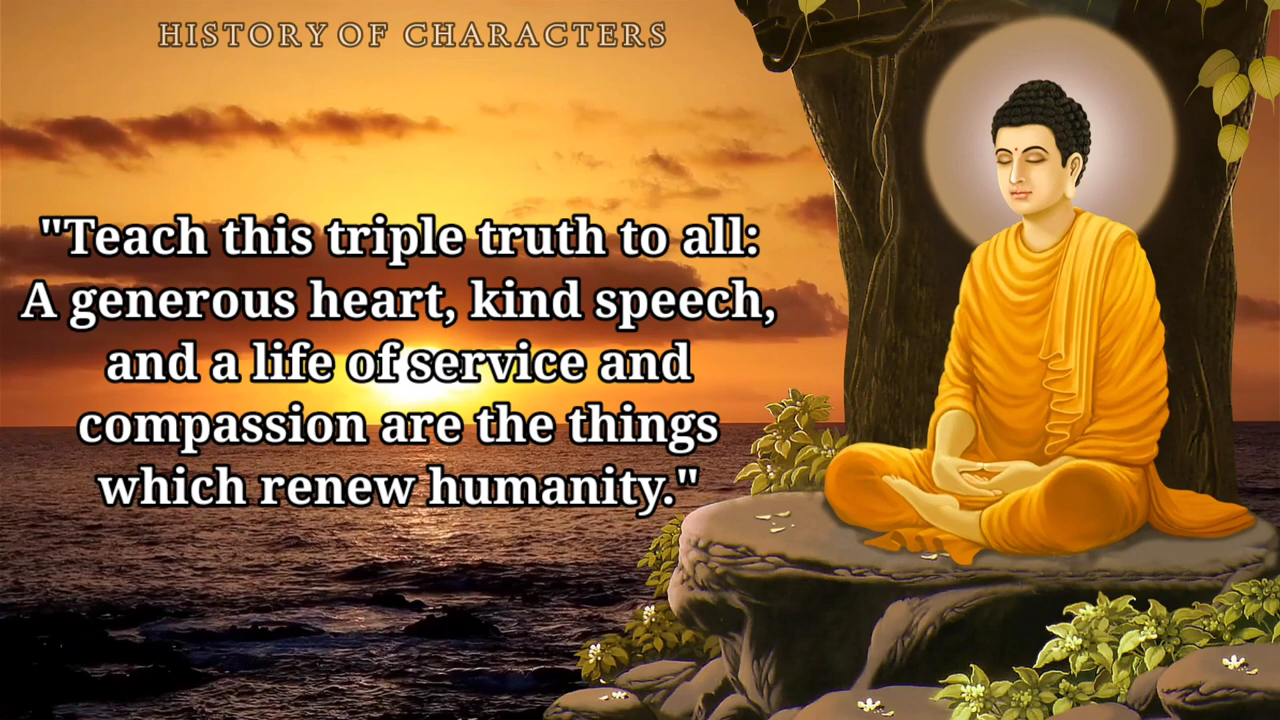 HISTORY OF CHARACTERS
"Teach this triple truth to all:
A generous heart, kind speech,
and a life of service and
compassion are the things
which renew humanity."